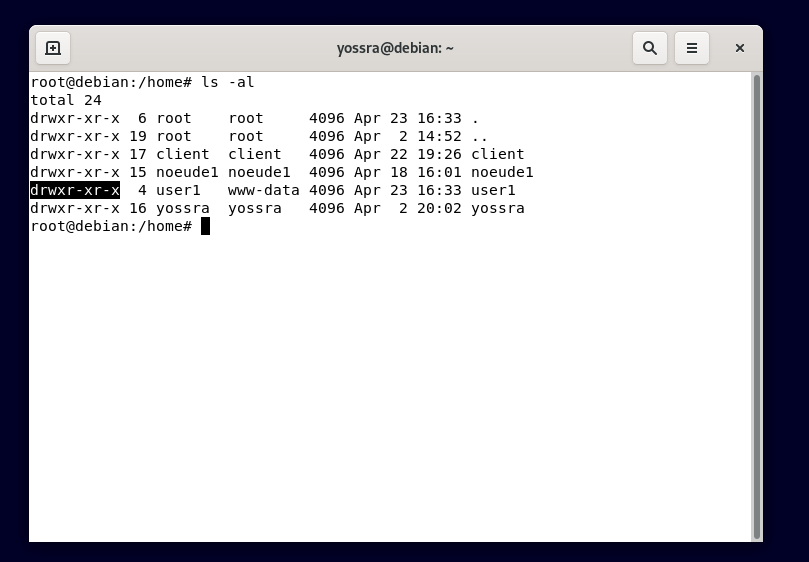 yossra@debian: ~
root@debian:/home# ls -al
total 24
drwxr-xr-x  6 root    root     4096 Apr 23 16:33 .
drwxr-xr-x 19 root    root     4096 Apr  2 14:52 ..
drwxr-xr-x 17 client  client   4096 Apr 22 19:26 client
drwxr-xr-x 15 noeude1 noeude1  4096 Apr 18 16:01 noeude1
drwxr-xr-x  4 user1   www-data 4096 Apr 23 16:33 user1
drwxr-xr-x 16 yossra  yossra   4096 Apr  2 20:02 yossra
root@debian:/home#